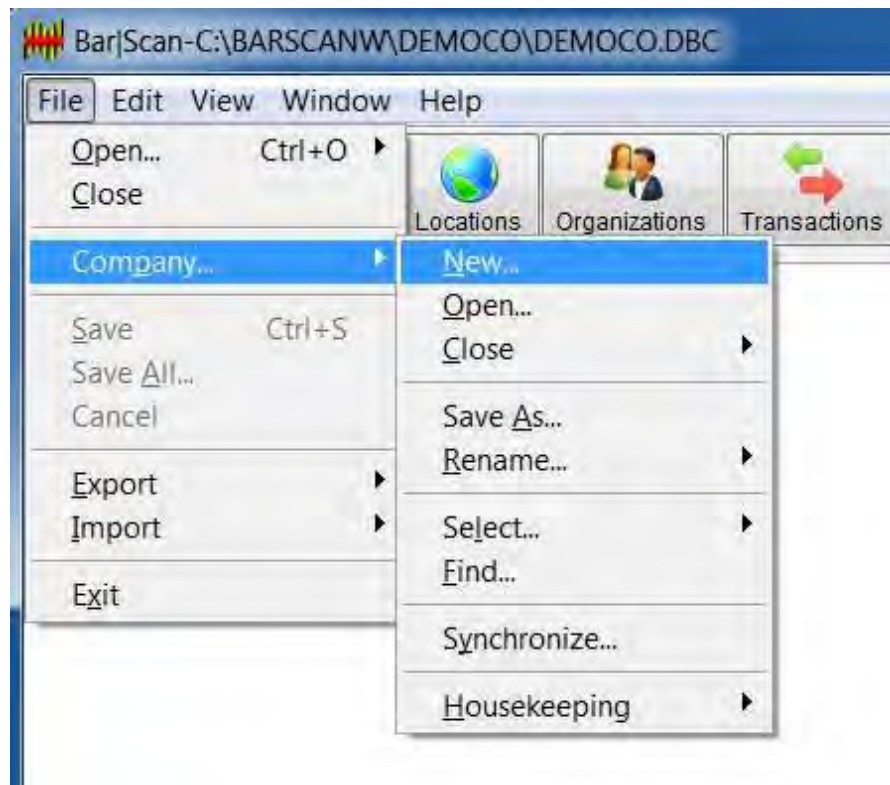 Bar|Scan-C:\BARSCANW\DEMOCO\DEMOCO.DBC
File Edit View Window Help
Open... Ctrl+O
Close
Company...
Save Ctrl+S
Save All...
Cancel
Export
Import
Exit
Locations Organizations Transactions
New...
Open...
Close
Save As...
Rename...
Select...
Find...
Synchronize...
Housekeeping